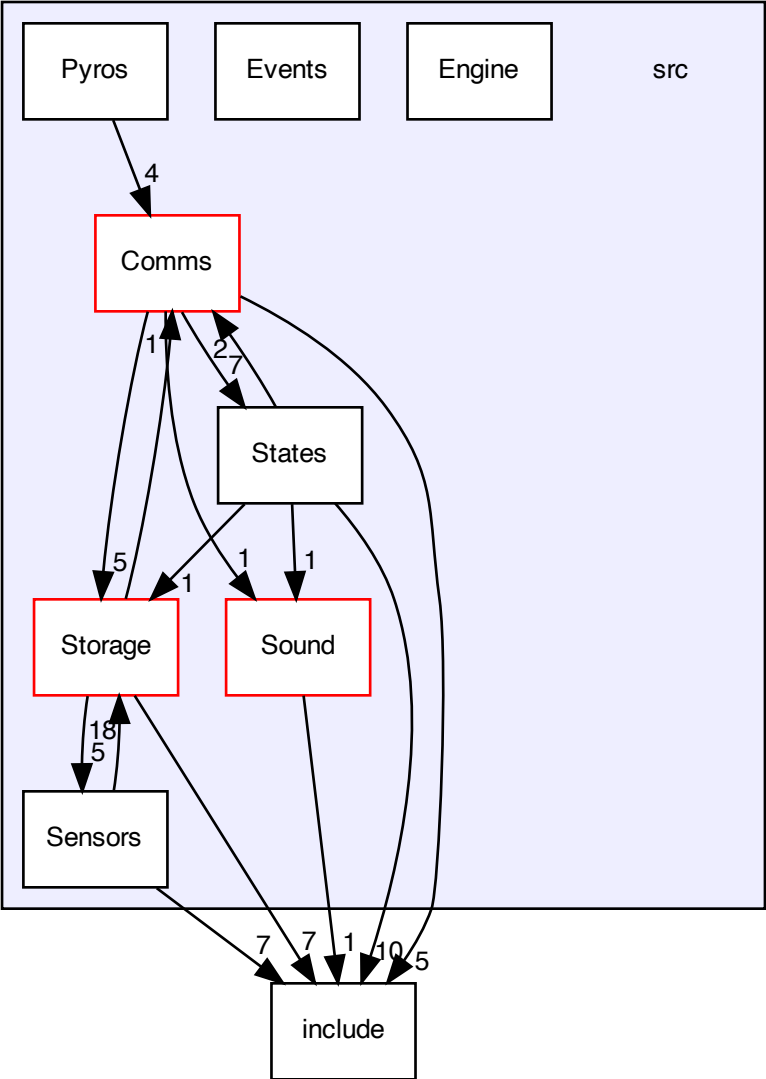 Pyros
Events
Engine
src
4
Comms
1
2
7
States
5
1
1
1
Storage
Sound
18
5
Sensors
7
7
1
10
5
include